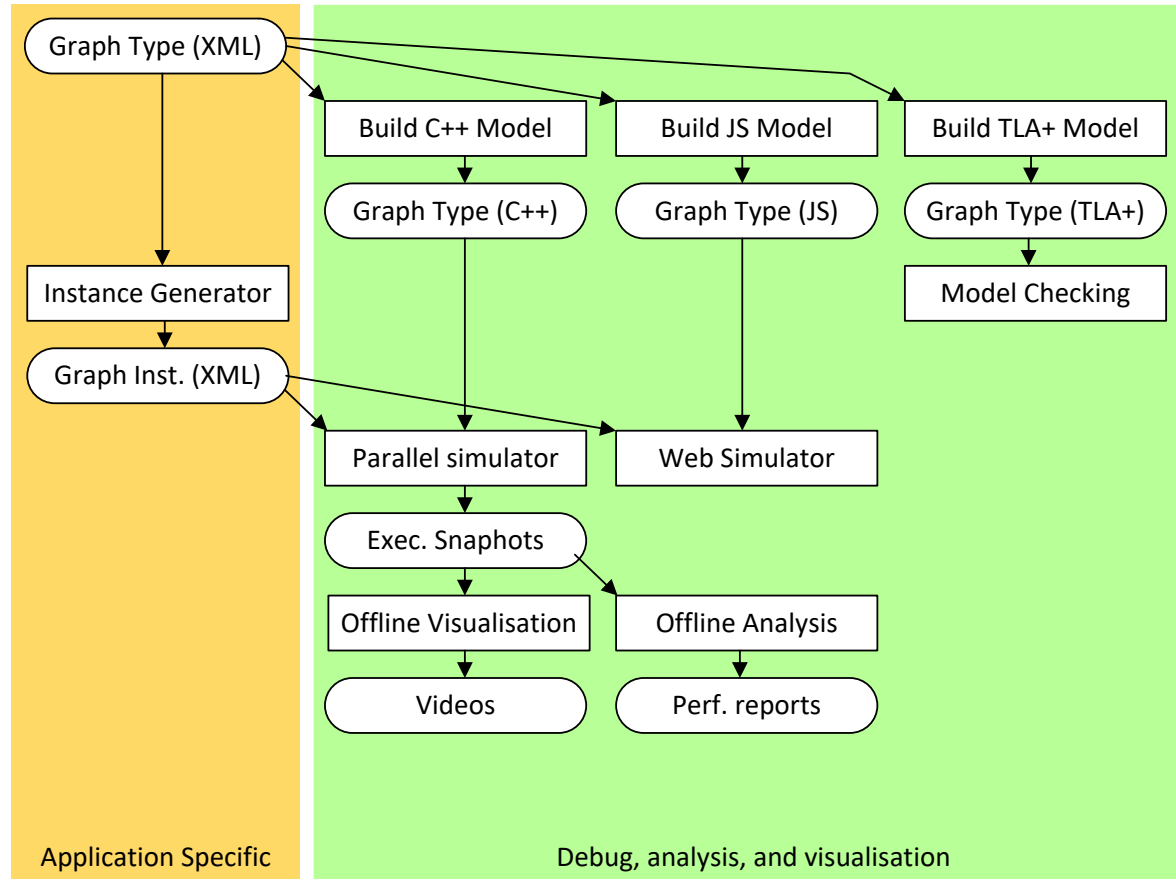 Graph Type (XML)
Build C++ Model
Build JS Model
Build TLA+ Model
Graph Type (C++)
Graph Type (JS)
Graph Type (TLA+)
Instance Generator
Model Checking
Graph Inst. (XML)
Parallel simulator
Web Simulator
Exec. Snaphots
Offline Visualisation
Offline Analysis
Videos
Perf. reports
Application Specific
Debug, analysis, and visualisation